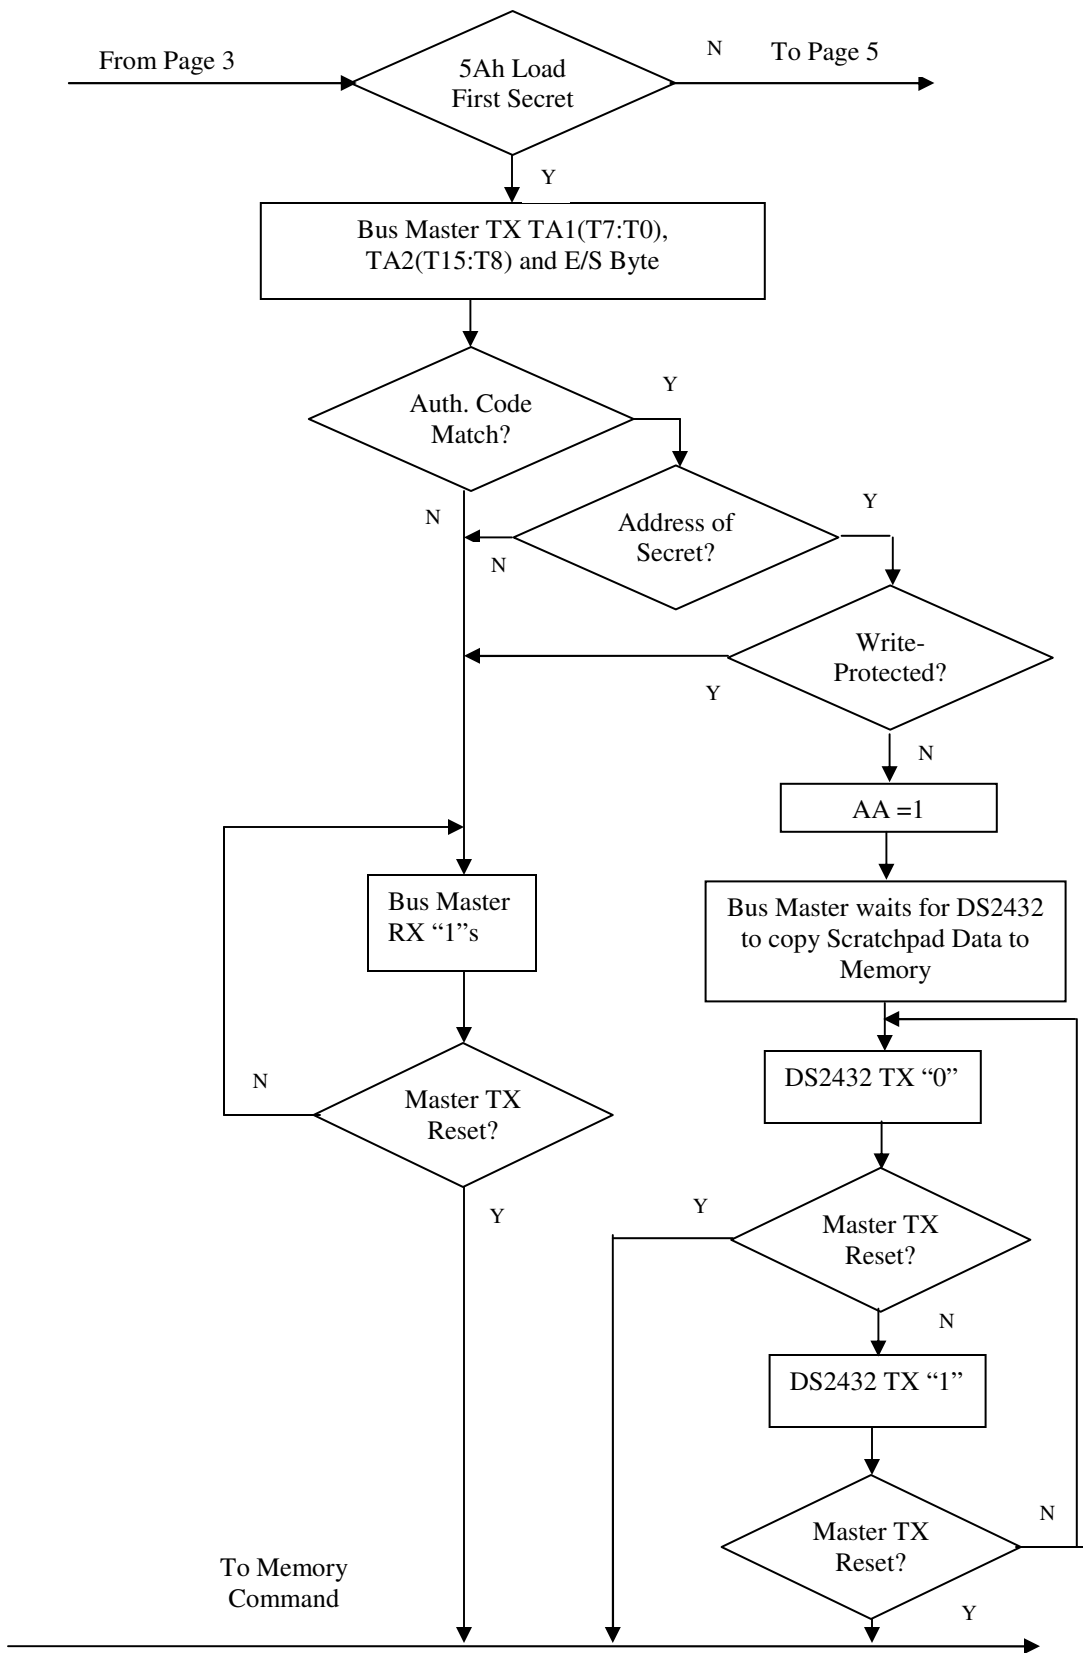 From Page 3
5Ah Load
First Secret
N
To Page 5
Y
Bus Master TX TA1(T7:T0),
TA2(T15:T8) and E/S Byte
Auth. Code
Match?
Y
N
Address of
Secret?
Y
N
Write-
Protected?
Y
N
AA =1
Bus Master
RX “1”s
Bus Master waits for DS2432
to copy Scratchpad Data to
Memory
DS2432 TX “0”
N
Master TX
Reset?
Y
Y
Master TX
Reset?
N
DS2432 TX “1”
Master TX
Reset?
N
Y
To Memory
Command